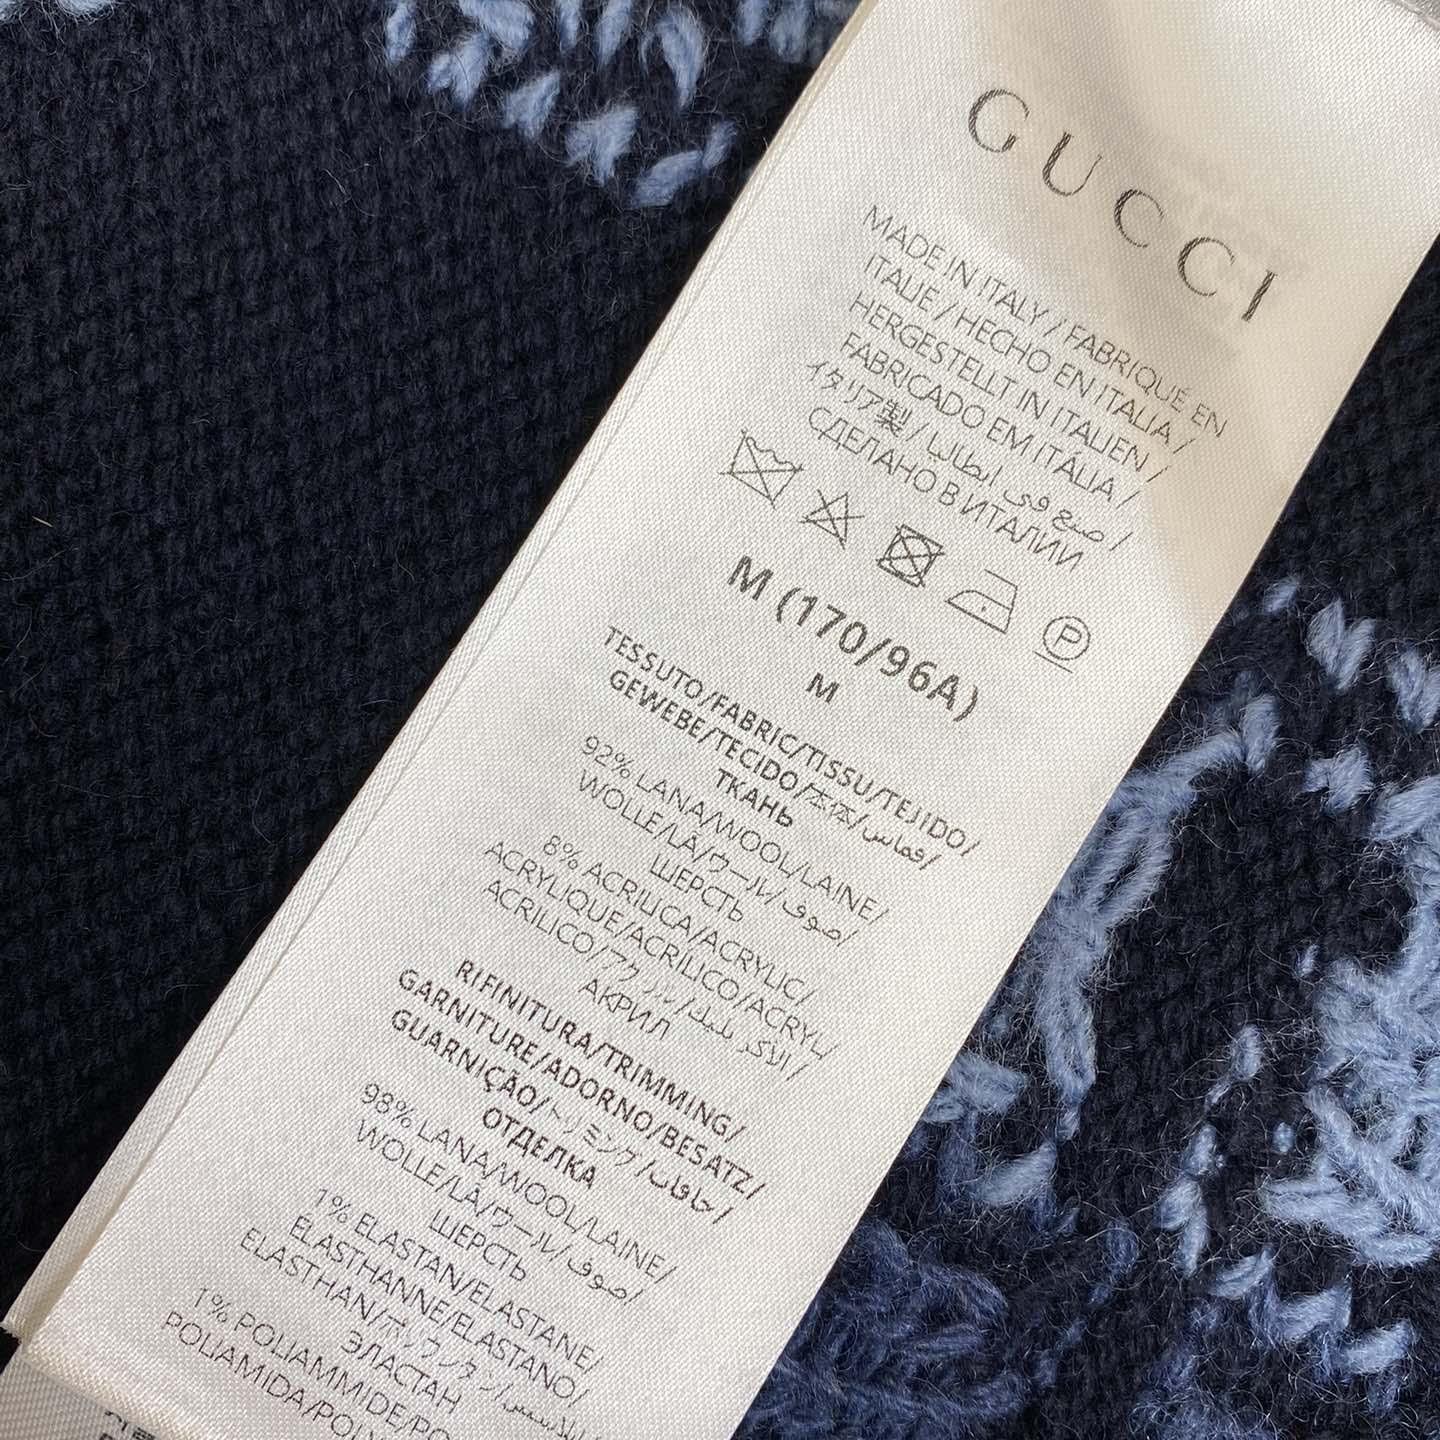 GUCCI
MADE IN ITALY / FABRIQUÉ EN
ITALIE / HECHO EN ITALIA /
HERGESTELLT IN ITALIEN /
FABRICADO EM ITÁLIA /
イタリア製 / صنع في ايطاليا /
СДЕЛАНО В ИТАЛИИ
P
M (170/96A)
M
TESSUTO/FABRIC/TISSU/TEJIDO/
GEWEBE/TECIDO/本体/قماس/
ТКАНЬ
92% LANA/WOOL/LAINE/
WOLLE/LÃ/ウール/صوف/
ШЕРСТЬ
8% ACRILICA/ACRYLIC/
ACRYLIQUE/ACRILICO/ACRYL/
ACRILICO/アクリル/الاكريليك/
АКРИЛ
RIFINITURA/TRIMMING/
GARNITURE/ADORNO/BESATZ/
GUARNIÇÃO/トリミング/حافات/
ОТДЕЛКА
98% LANA/WOOL/LAINE/
WOLLE/LÃ/ウール/صوف/
ШЕРСТЬ
1% ELASTAN/ELASTANE/
ELASTHANNE/ELASTANO/
ELASTHAN/ポリウレタン/
ЭЛАСТАН
1% POLIAMMIDE/
POLIAMIDA/